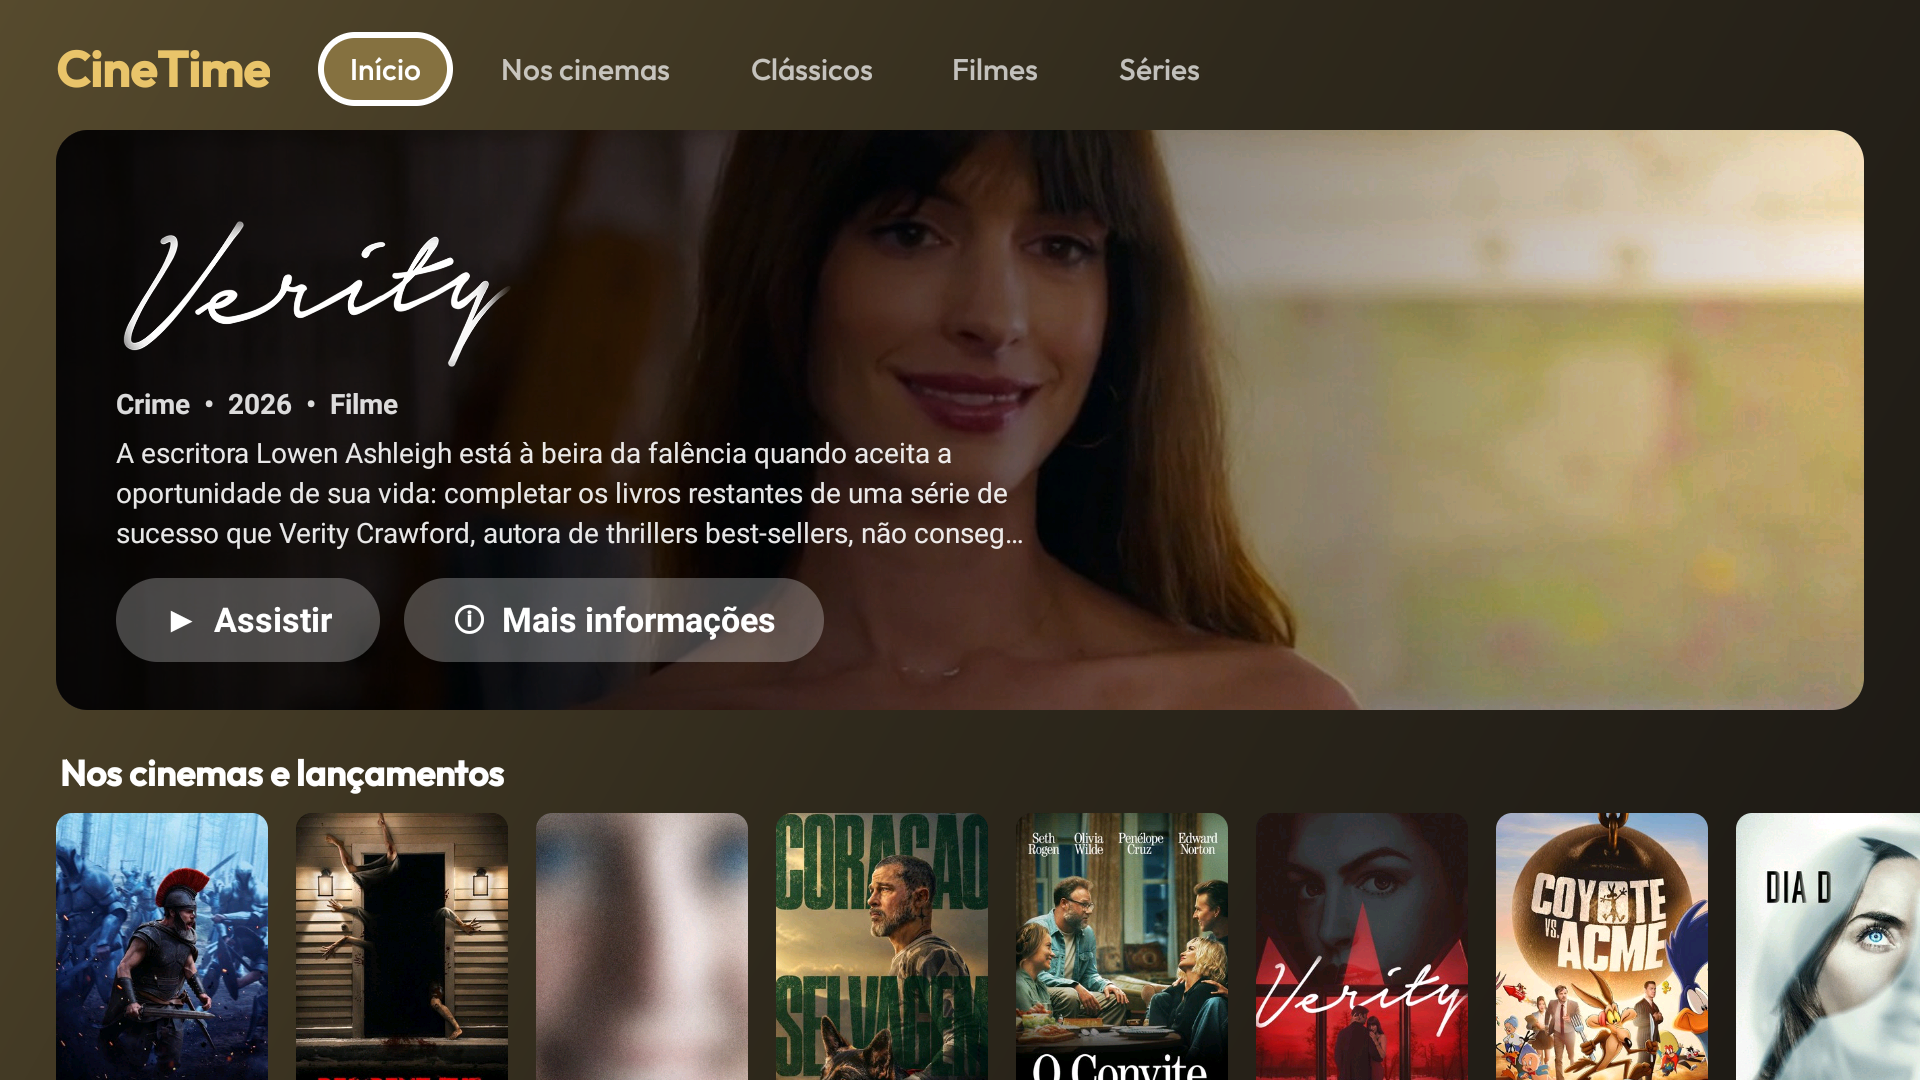 CineTime
Início
Nos cinemas
Clássicos
Filmes
Séries
Verity
Crime • 2026 • Filme
A escritora Lowen Ashleigh está à beira da falência quando aceita a
oportunidade de sua vida: completar os livros restantes de uma série de
sucesso que Verity Crawford, autora de thrillers best-sellers, não conseg...
Assistir
Mais informações
Nos cinemas e lançamentos
CORAÇÃO
SELVAGEM
Seth Rogen
Olivia Wilde
Penélope Cruz
Edward Norton
O Convite
Verity
COYOTE
VS.
ACME
DIA D